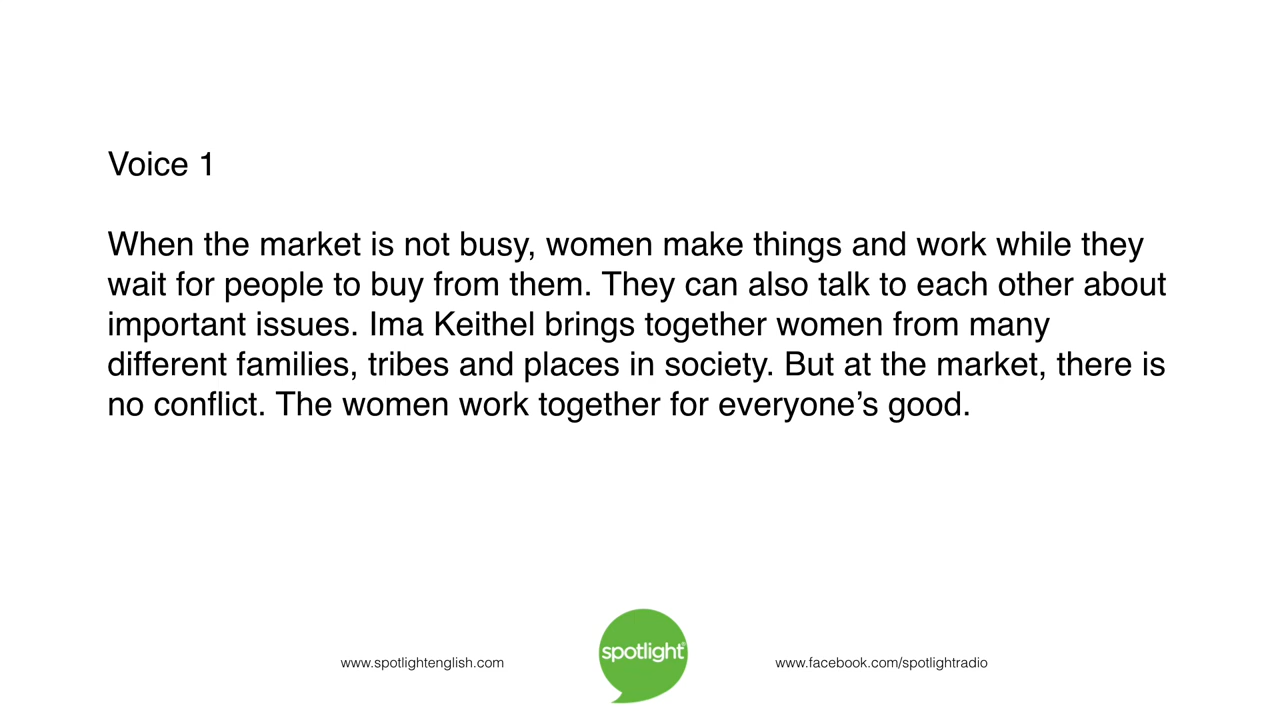 Voice 1
When the market is not busy, women make things and work while they
wait for people to buy from them. They can also talk to each other about
important issues. Ima Keithel brings together women from many
different families, tribes and places in society. But at the market, there is
no conflict. The women work together for everyone’s good.
www.spotlightenglish.com
spotlight®
www.facebook.com/spotlightradio